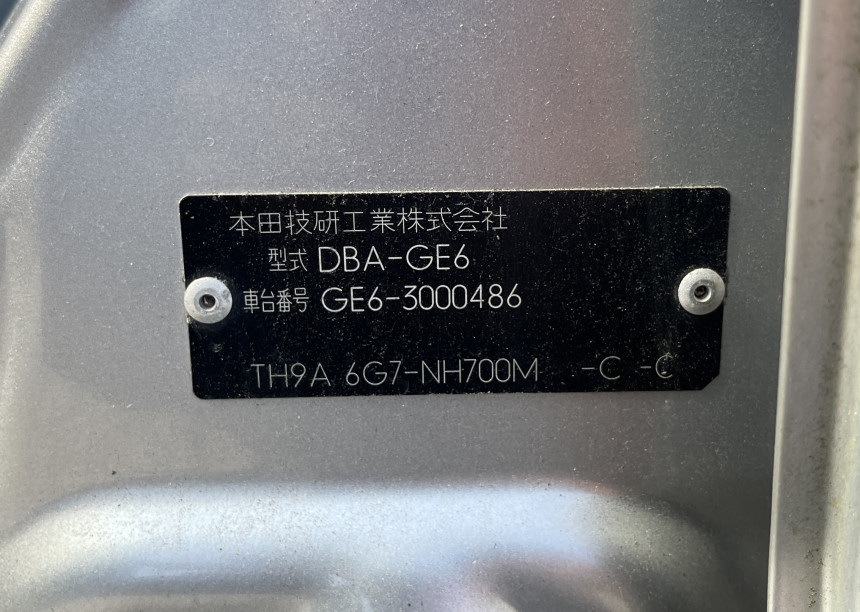 本田技研工業株式会社
型式 DBA-GE6
車台番号 GE6-3000486
TH9A 6G7-NH700M -C -C